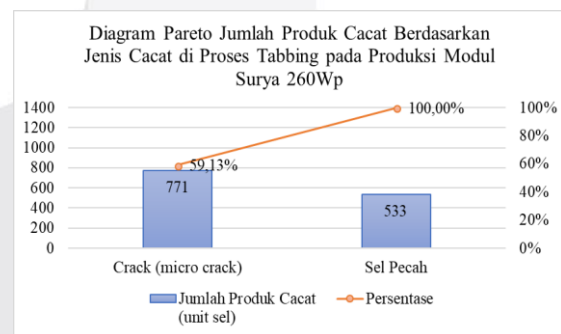 Diagram Pareto Jumlah Produk Cacat Berdasarkan
Jenis Cacat di Proses Tabbing pada Produksi Modul
Surya 260Wp
1400
1200
1000
800
600
400
200
0
100%
80%
60%
40%
20%
0%
59,13%
100,00%
771
533
Crack (micro crack)
Sel Pecah
Jumlah Produk Cacat
(unit sel)
Persentase